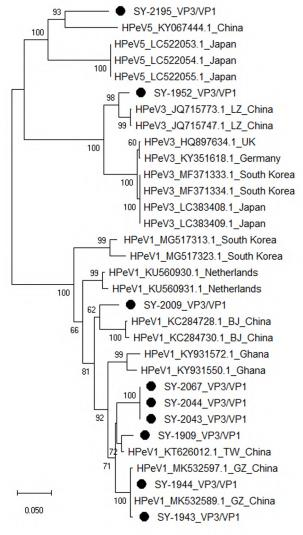 93
SY-2195_VP3/VP1
100
HPeV5_KY067444.1_China
HPeV5_LC522053.1_Japan
HPeV5_LC522054.1_Japan
100
HPeV5_LC522055.1_Japan
98
SY-1952_VP3/VP1
HPeV3_JQ715773.1_LZ_China
99
HPeV3_JQ715747.1_LZ_China
100
60
HPeV3_HQ897634.1_UK
HPeV3_KY351618.1_Germany
HPeV3_MF371333.1_South Korea
100
HPeV3_MF371334.1_South Korea
HPeV3_LC383408.1_Japan
HPeV3_LC383409.1_Japan
99
HPeV1_MG517313.1_South Korea
HPeV1_MG517323.1_South Korea
99
HPeV1_KU560930.1_Netherlands
100
HPeV1_KU560931.1_Netherlands
62
SY-2009_VP3/VP1
66
HPeV1_KC284728.1_BJ_China
100
HPeV1_KC284730.1_BJ_China
81
99
HPeV1_KY931572.1_Ghana
HPeV1_KY931550.1_Ghana
SY-2067_VP3/VP1
100
SY-2044_VP3/VP1
92
SY-2043_VP3/VP1
SY-1909_VP3/VP1
72
HPeV1_KT626012.1_TW_China
71
HPeV1_MK532597.1_GZ_China
SY-1944_VP3/VP1
100
HPeV1_MK532589.1_GZ_China
SY-1943_VP3/VP1
0.050